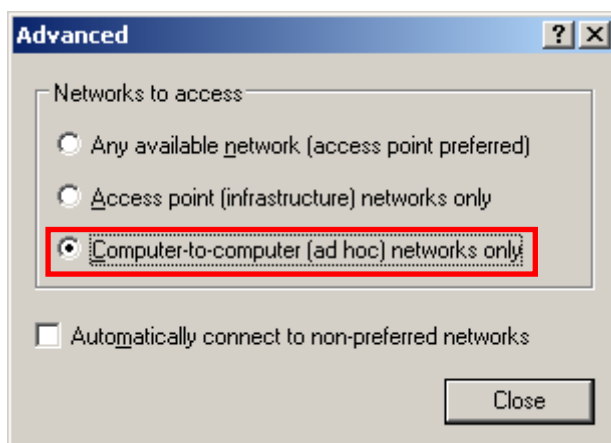 Advanced
Networks to access
Any available network (access point preferred)
Access point (infrastructure) networks only
Computer-to-computer (ad hoc) networks only
Automatically connect to non-preferred networks
Close